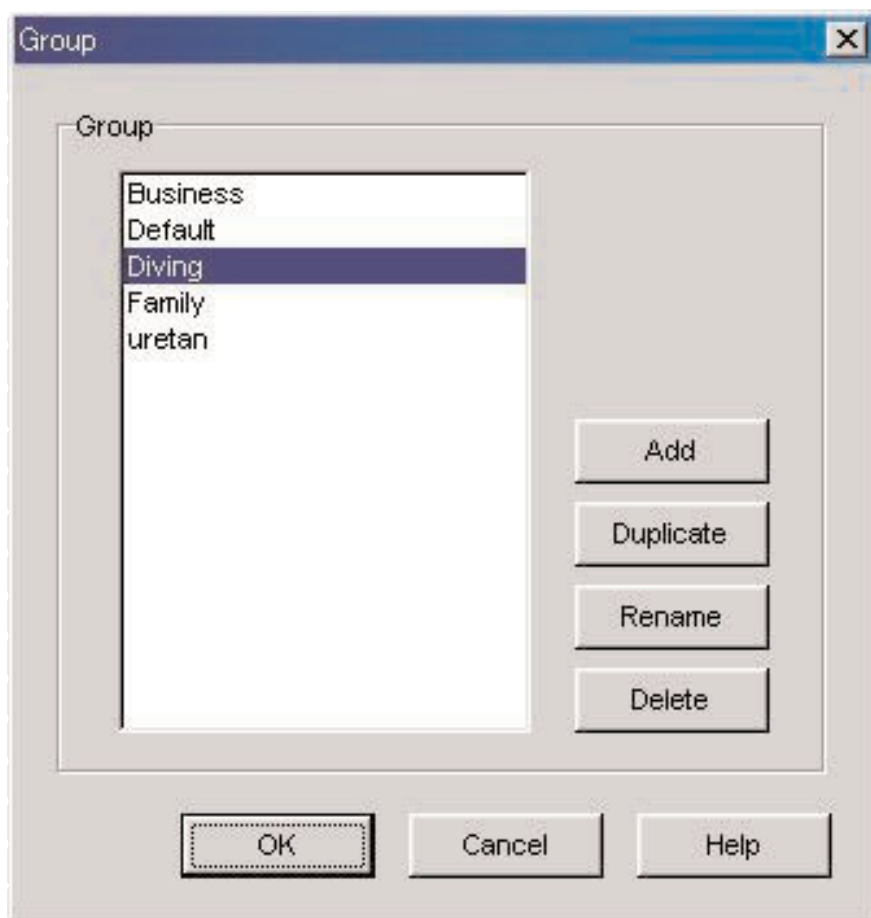 Group
Group
Business
Default
Diving
Family
uretan
Add
Duplicate
Rename
Delete
OK
Cancel
Help